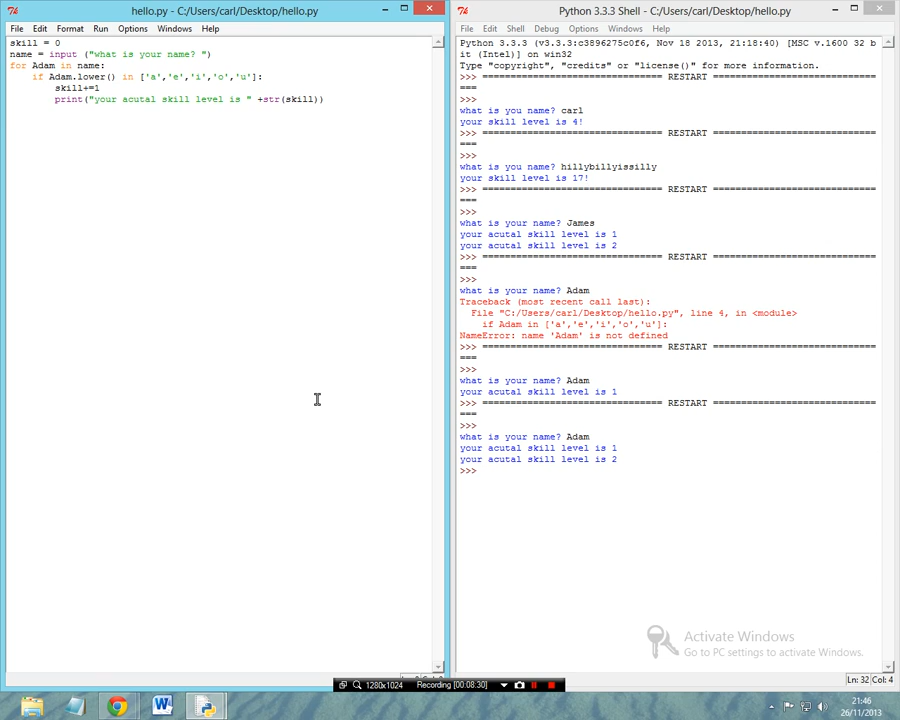 hello.py - C:/Users/carl/Desktop/hello.py
File Edit Format Run Options Windows Help
skill = 0
name = input ("what is your name? ")
for Adam in name:
    if Adam.lower() in ['a','e','i','o','u']:
        skill+=1
        print("your acutal skill level is " +str(skill))
Python 3.3.3 Shell - C:/Users/carl/Desktop/hello.py
File Edit Shell Debug Options Windows Help
Python 3.3.3 (v3.3.3:c3896275c0f6, Nov 18 2013, 21:18:40) [MSC v.1600 32 b
it (Intel)] on win32
Type "copyright", "credits" or "license()" for more information.
>>> ================================ RESTART ================================
===
>>>
what is you name? carl
your skill level is 4!
>>> ================================ RESTART ================================
===
>>>
what is you name? hillybillyissilly
your skill level is 17!
>>> ================================ RESTART ================================
===
>>>
what is your name? James
your acutal skill level is 1
your acutal skill level is 2
>>> ================================ RESTART ================================
===
>>>
what is your name? Adam
Traceback (most recent call last):
  File "C:/Users/carl/Desktop/hello.py", line 4, in <module>
    if Adam in ['a','e','i','o','u']:
NameError: name 'Adam' is not defined
>>> ================================ RESTART ================================
===
>>>
what is your name? Adam
your acutal skill level is 1
>>> ================================ RESTART ================================
===
>>>
what is your name? Adam
your acutal skill level is 1
your acutal skill level is 2
>>>
Activate Windows
Go to PC settings to activate Windows.
Ln: 32 Col: 4
1280x1024 Recording [00:08:30]
21:46
26/11/2013